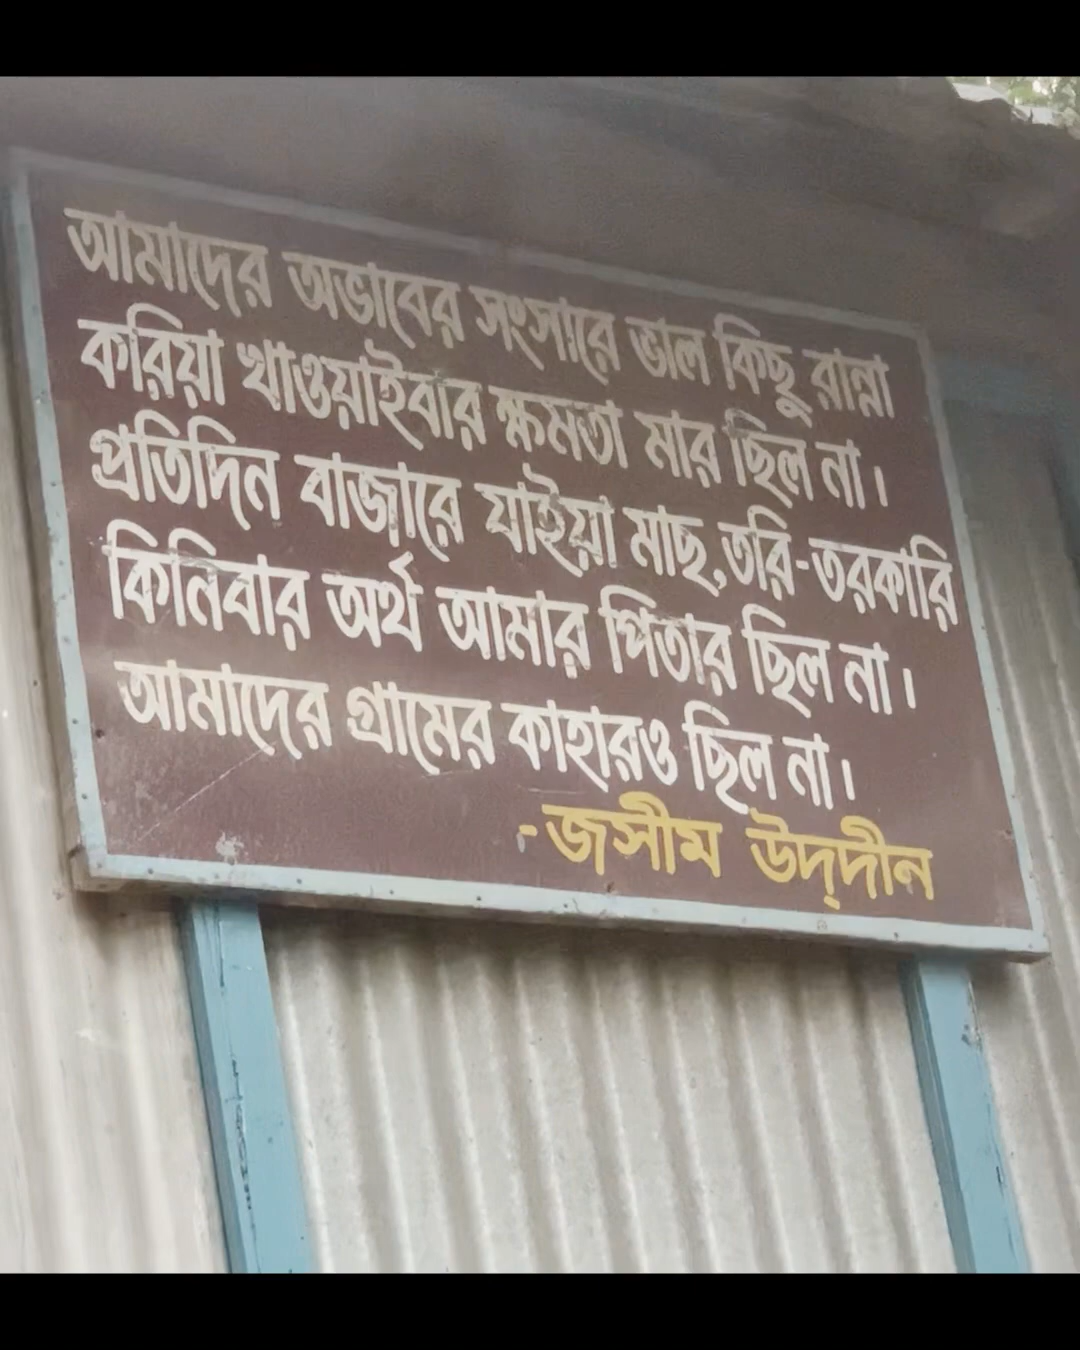 আমাদের অভাবের সংসারে ভাল কিছু রান্না
করিয়া খাওয়াইবার ক্ষমতা মার ছিল না।
প্রতিদিন বাজারে যাইয়া মাছ,তরি-তরকারি
কিনিবার অর্থ আমার পিতার ছিল না।
আমাদের গ্রামের কাহারও ছিল না।
-জসীম উদ্‌দীন